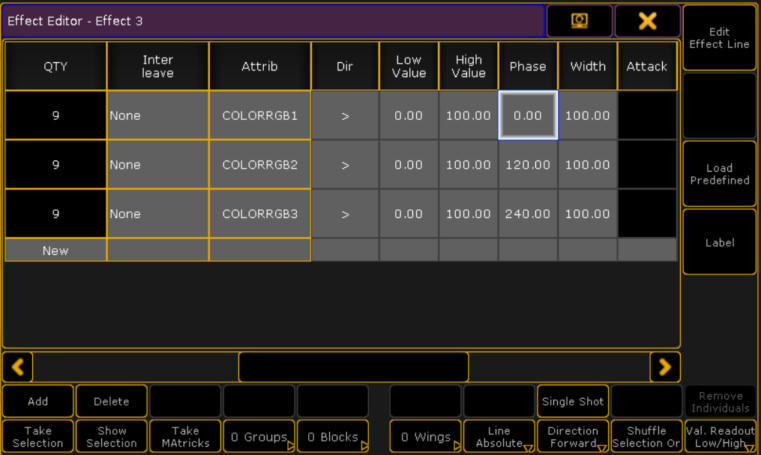 Effect Editor - Effect 3
Edit
Effect Line
QTY
Inter
leave
Attrib
Dir
Low
Value
High
Value
Phase
Width
Attack
9 None COLORRGB1 > 0.00 100.00 0.00 100.00
9 None COLORRGB2 > 0.00 100.00 120.00 100.00
Load
Predefined
9 None COLORRGB3 > 0.00 100.00 240.00 100.00
Label
New
Add
Delete
Single Shot
Remove
Individuals
Take
Selection
Show
Selection
Take
MAtricks
0 Groups
0 Blocks
0 Wings
Line
Absolute
Direction
Forward
Shuffle
Selection Or
Val. Readout
Low/High